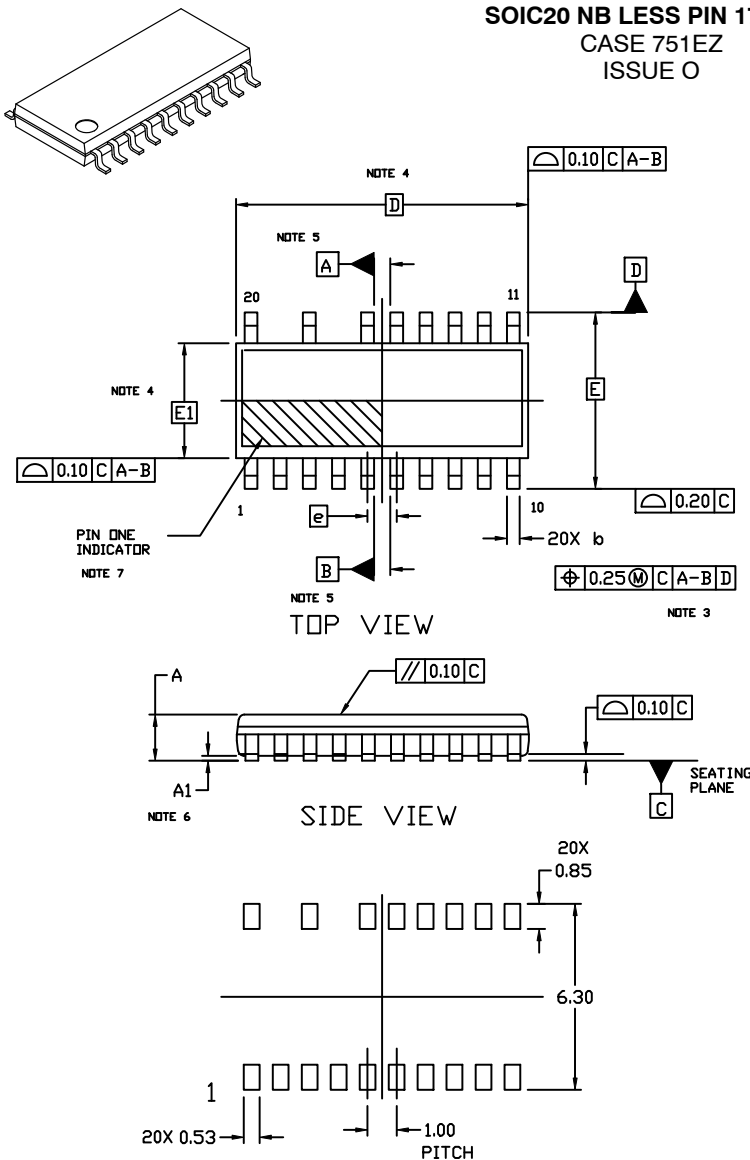 SOIC20 NB LESS PIN 17
CASE 751EZ
ISSUE O
0.10 C A-B
NOTE 4
D
NOTE 5
A
D
20
11
NOTE 4
E1
E
0.10 C A-B
0.20 C
1
e
10
PIN ONE
INDICATOR
20X b
NOTE 7
B
0.25 Ⓜ C A-B D
NOTE 5
NOTE 3
TOP VIEW
// 0.10 C
A
0.10 C
SEATING
PLANE
A1
C
NOTE 6
SIDE VIEW
20X
0.85
6.30
1
20X 0.53
1.00
PITCH